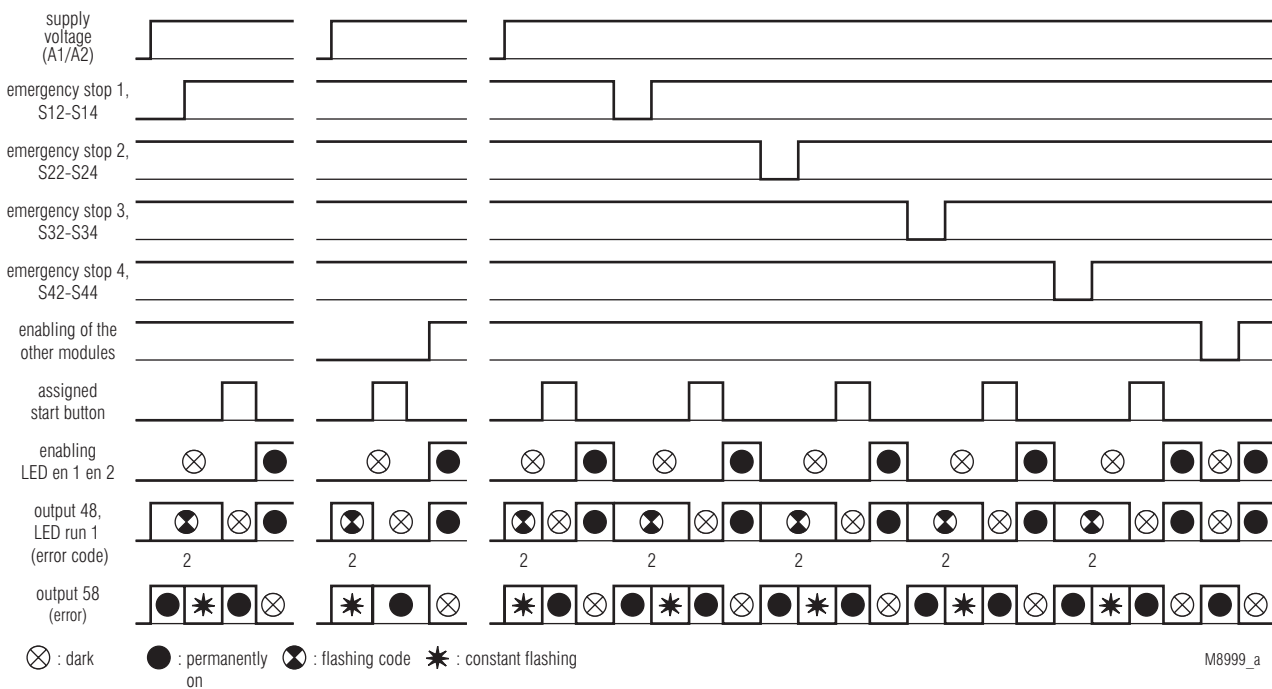 supply
voltage
(A1/A2)
emergency stop 1,
S12-S14
emergency stop 2,
S22-S24
emergency stop 3,
S32-S34
emergency stop 4,
S42-S44
enabling of the
other modules
assigned
start button
enabling
LED en 1 en 2
output 48,
LED run 1
(error code)
2 2 2 2 2 2 2
output 58
(error)
: dark : permanently on : flashing code : constant flashing
M8999_a